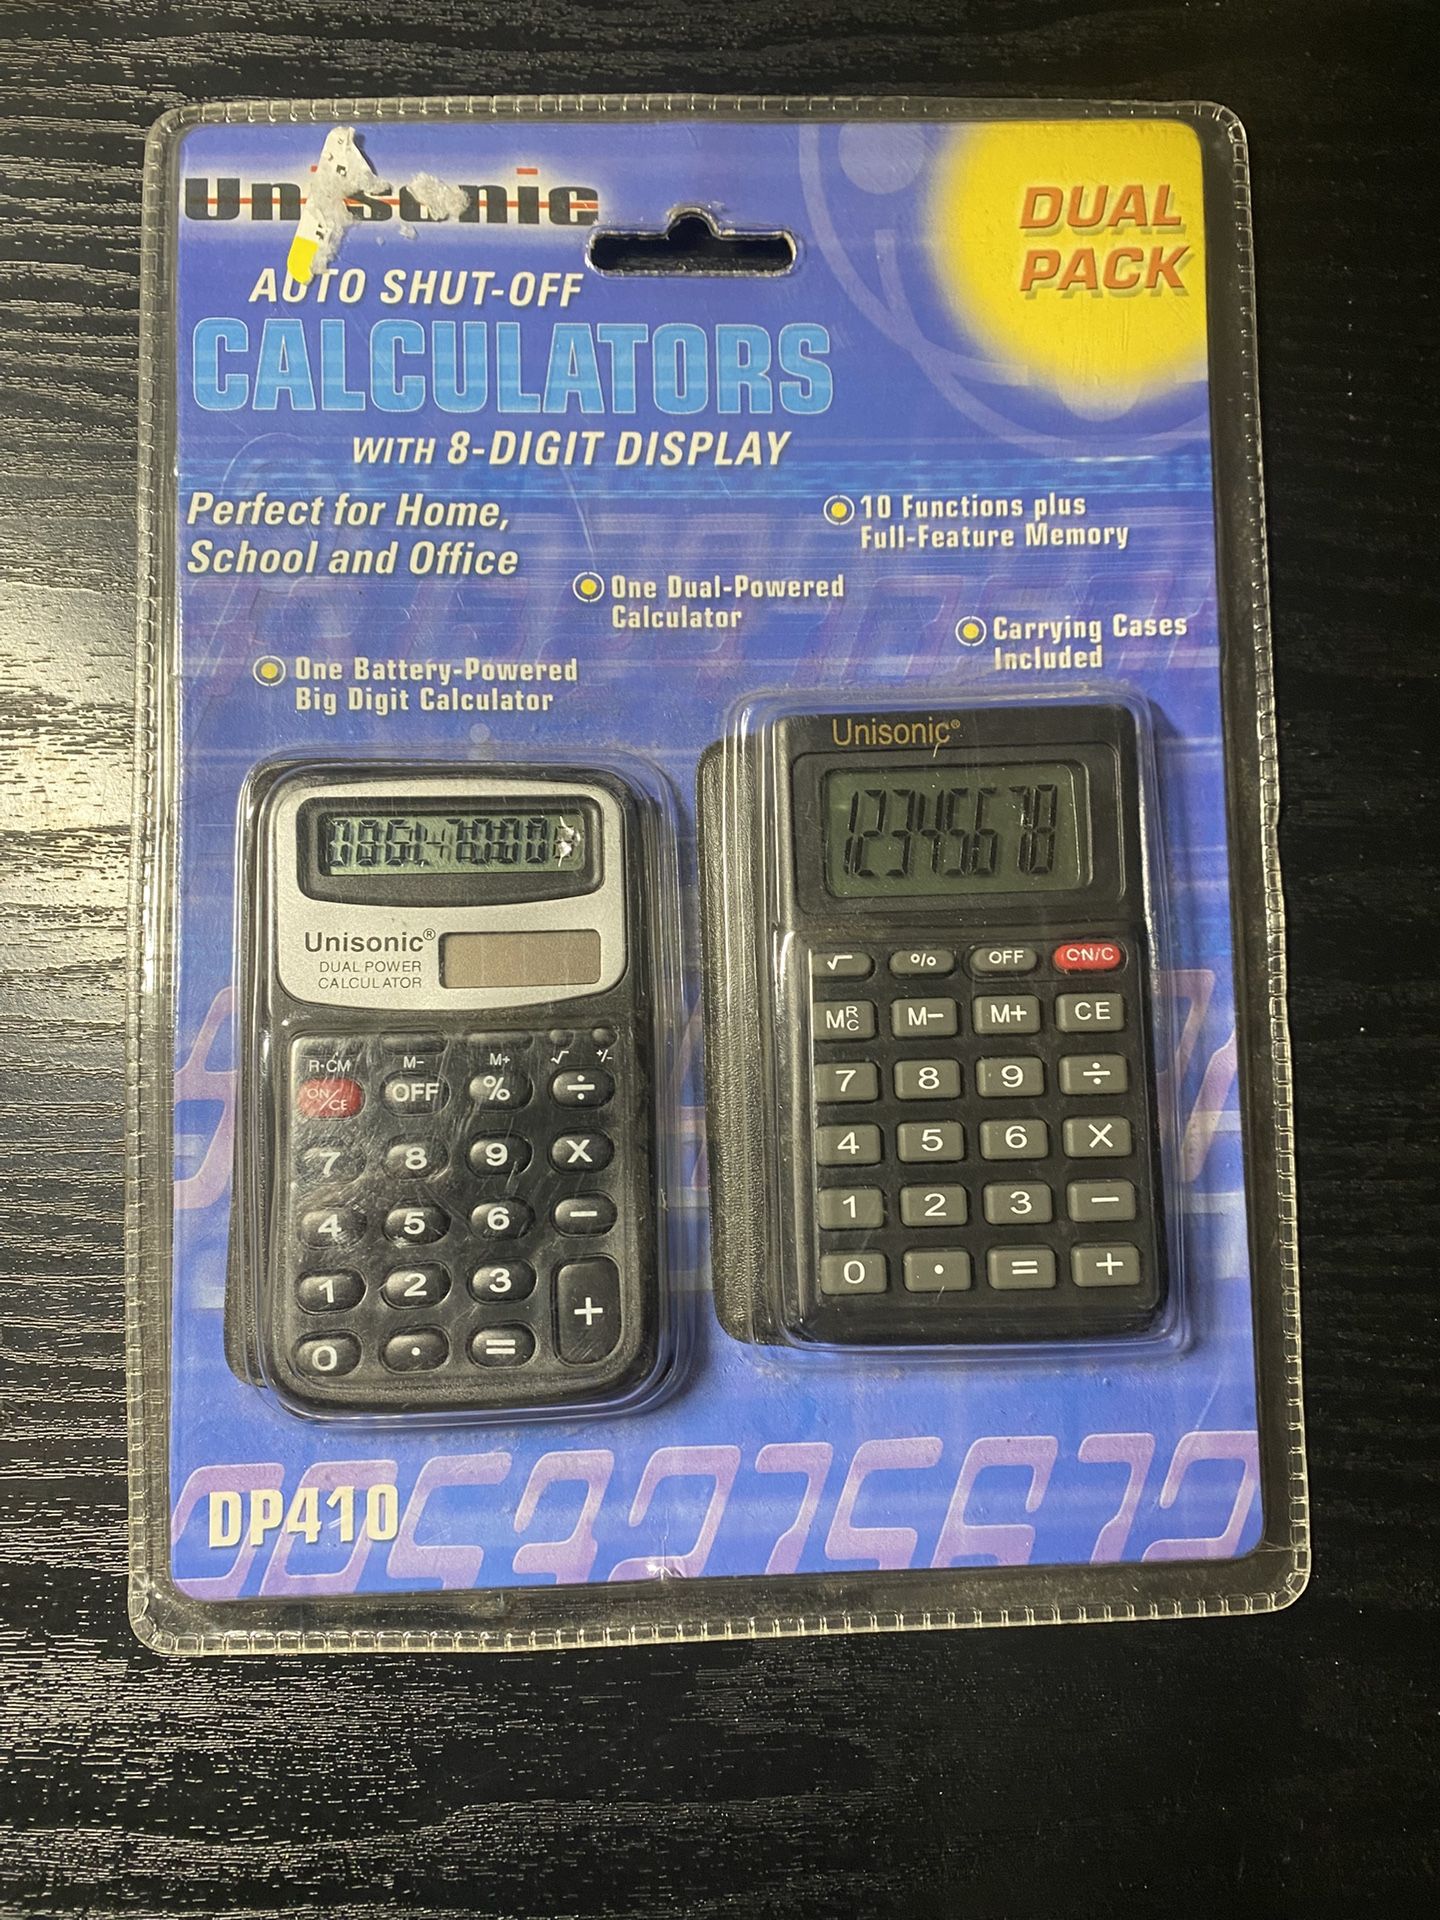 Unisonic
DUAL
PACK
AUTO SHUT-OFF
CALCULATORS
WITH 8-DIGIT DISPLAY
Perfect for Home,
School and Office
10 Functions plus
Full-Feature Memory
One Dual-Powered
Calculator
Carrying Cases
Included
One Battery-Powered
Big Digit Calculator
Unisonic®
DUAL POWER
CALCULATOR
R·CM M− M+ √ +/−
ON/CE OFF % ÷
7 8 9 X
4 5 6 −
1 2 3 +
0 . =
Unisonic®
12345678
√ % OFF ON/C
MRC M− M+ CE
7 8 9 ÷
4 5 6 X
1 2 3 −
0 . = +
DP410